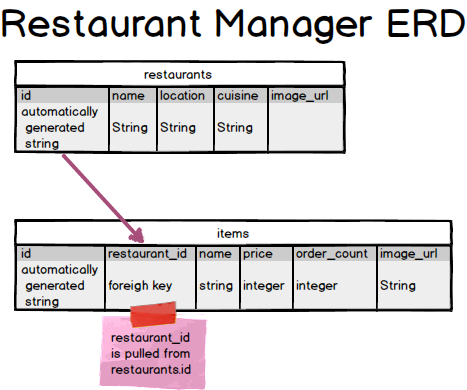 Restaurant Manager ERD
restaurants
id name location cuisine image_url
automatically
generated String String String
string
items
id restaurant_id name price order_count image_url
automatically
generated foreigh key string integer integer String
string
restaurant_id
is pulled from
restaurants.id